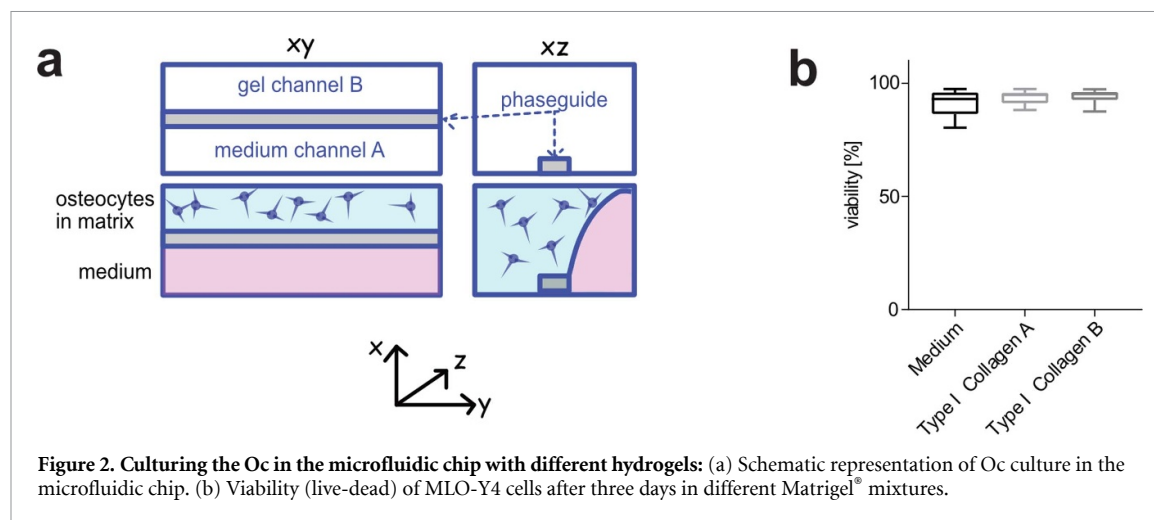 a
xy
xz
gel channel B
phaseguide
medium channel A
osteocytes
in matrix
medium
x
z
y
b
100
50
0
viability [%]
Medium
Type I Collagen A
Type I Collagen B
Figure 2. Culturing the Oc in the microfluidic chip with different hydrogels: (a) Schematic representation of Oc culture in the
microfluidic chip. (b) Viability (live-dead) of MLO-Y4 cells after three days in different Matrigel® mixtures.